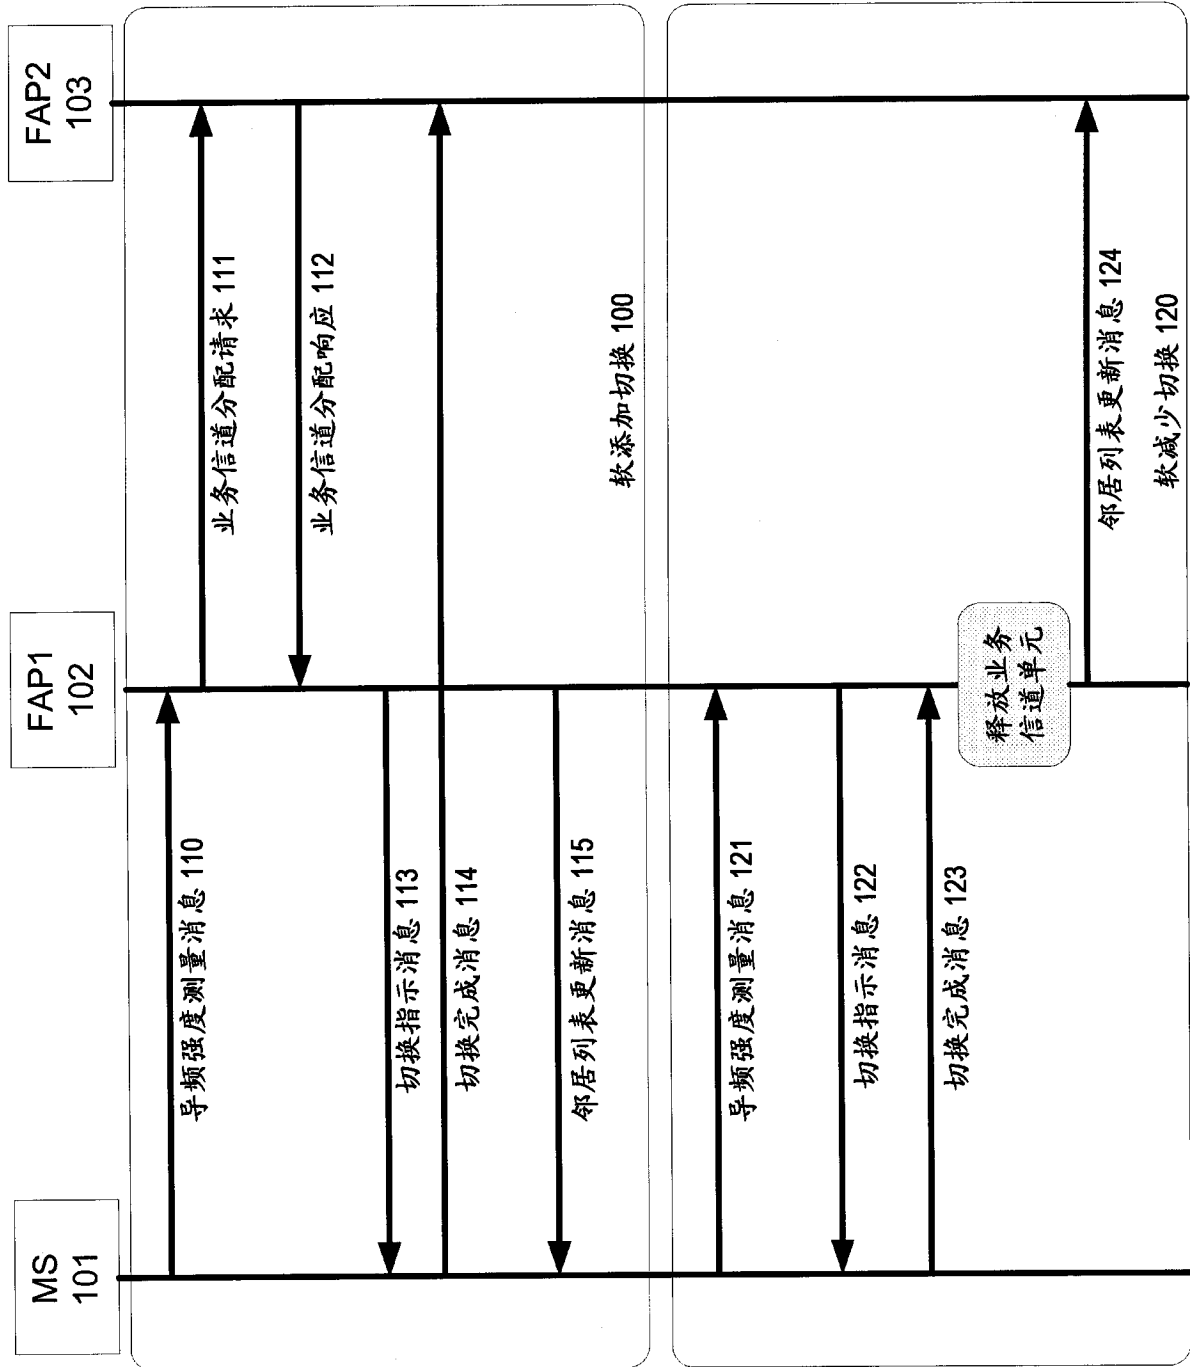 MS
101
FAP1
102
FAP2
103
导频强度测量消息 110
业务信道分配请求 111
业务信道分配响应 112
切换指示消息 113
切换完成消息 114
邻居列表更新消息 115
软添加切换 100
导频强度测量消息 121
切换指示消息 122
切换完成消息 123
释放业务
信道单元
邻居列表更新消息 124
软减少切换 120